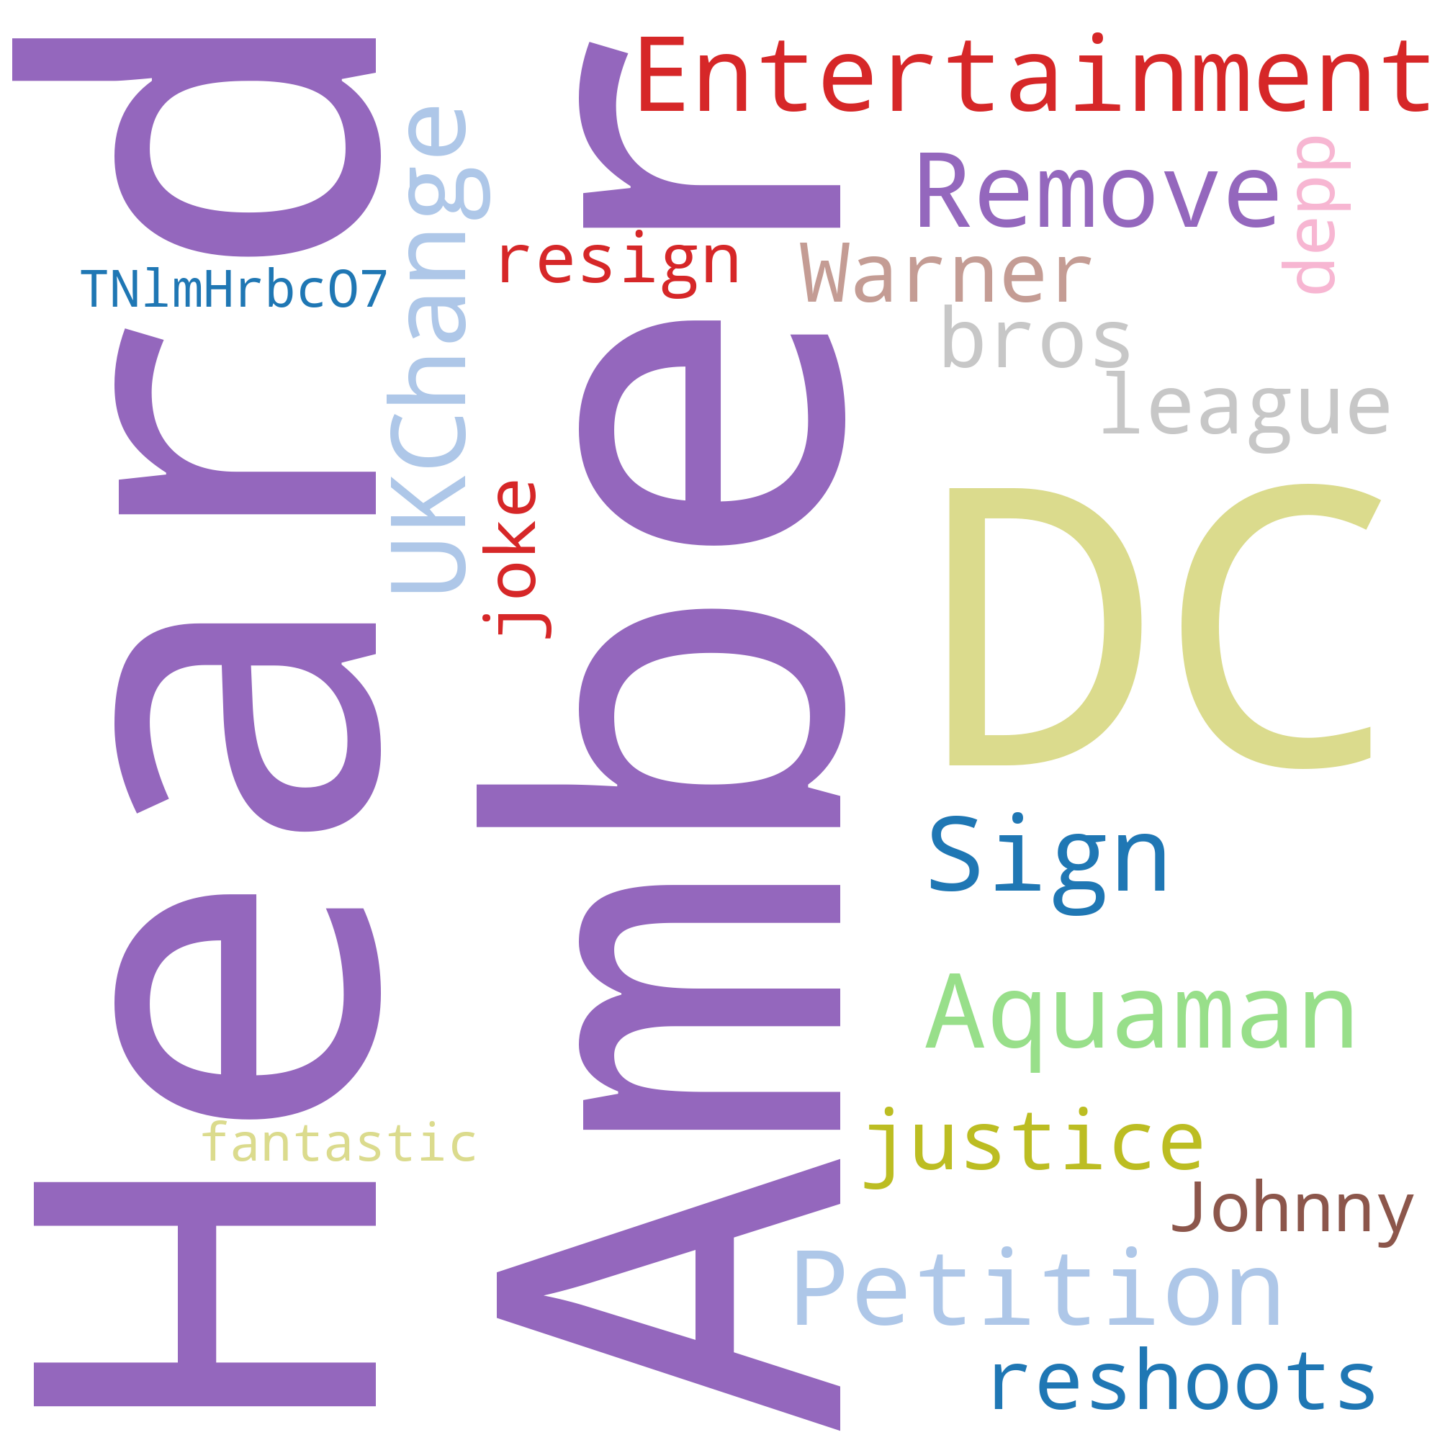 Heard
Amber
Entertainment
Remove
depp
UKChange
resign
Warner
TNlmHrbcO7
bros
league
joke
DC
Sign
Aquaman
justice
fantastic
Johnny
Petition
reshoots